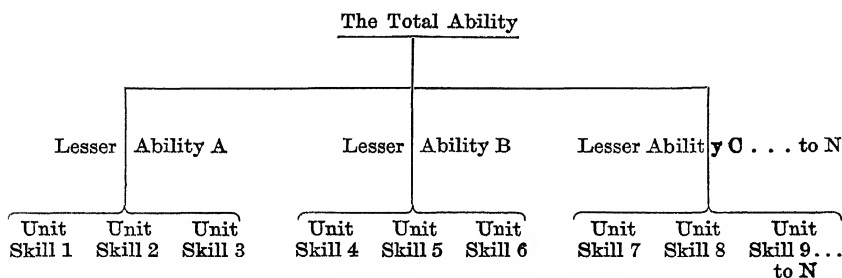 The Total Ability
Lesser Ability A Lesser Ability B Lesser Ability C . . . to N
Unit Unit Unit Unit Unit Unit Unit Unit Unit
Skill 1 Skill 2 Skill 3 Skill 4 Skill 5 Skill 6 Skill 7 Skill 8 Skill 9...
to N